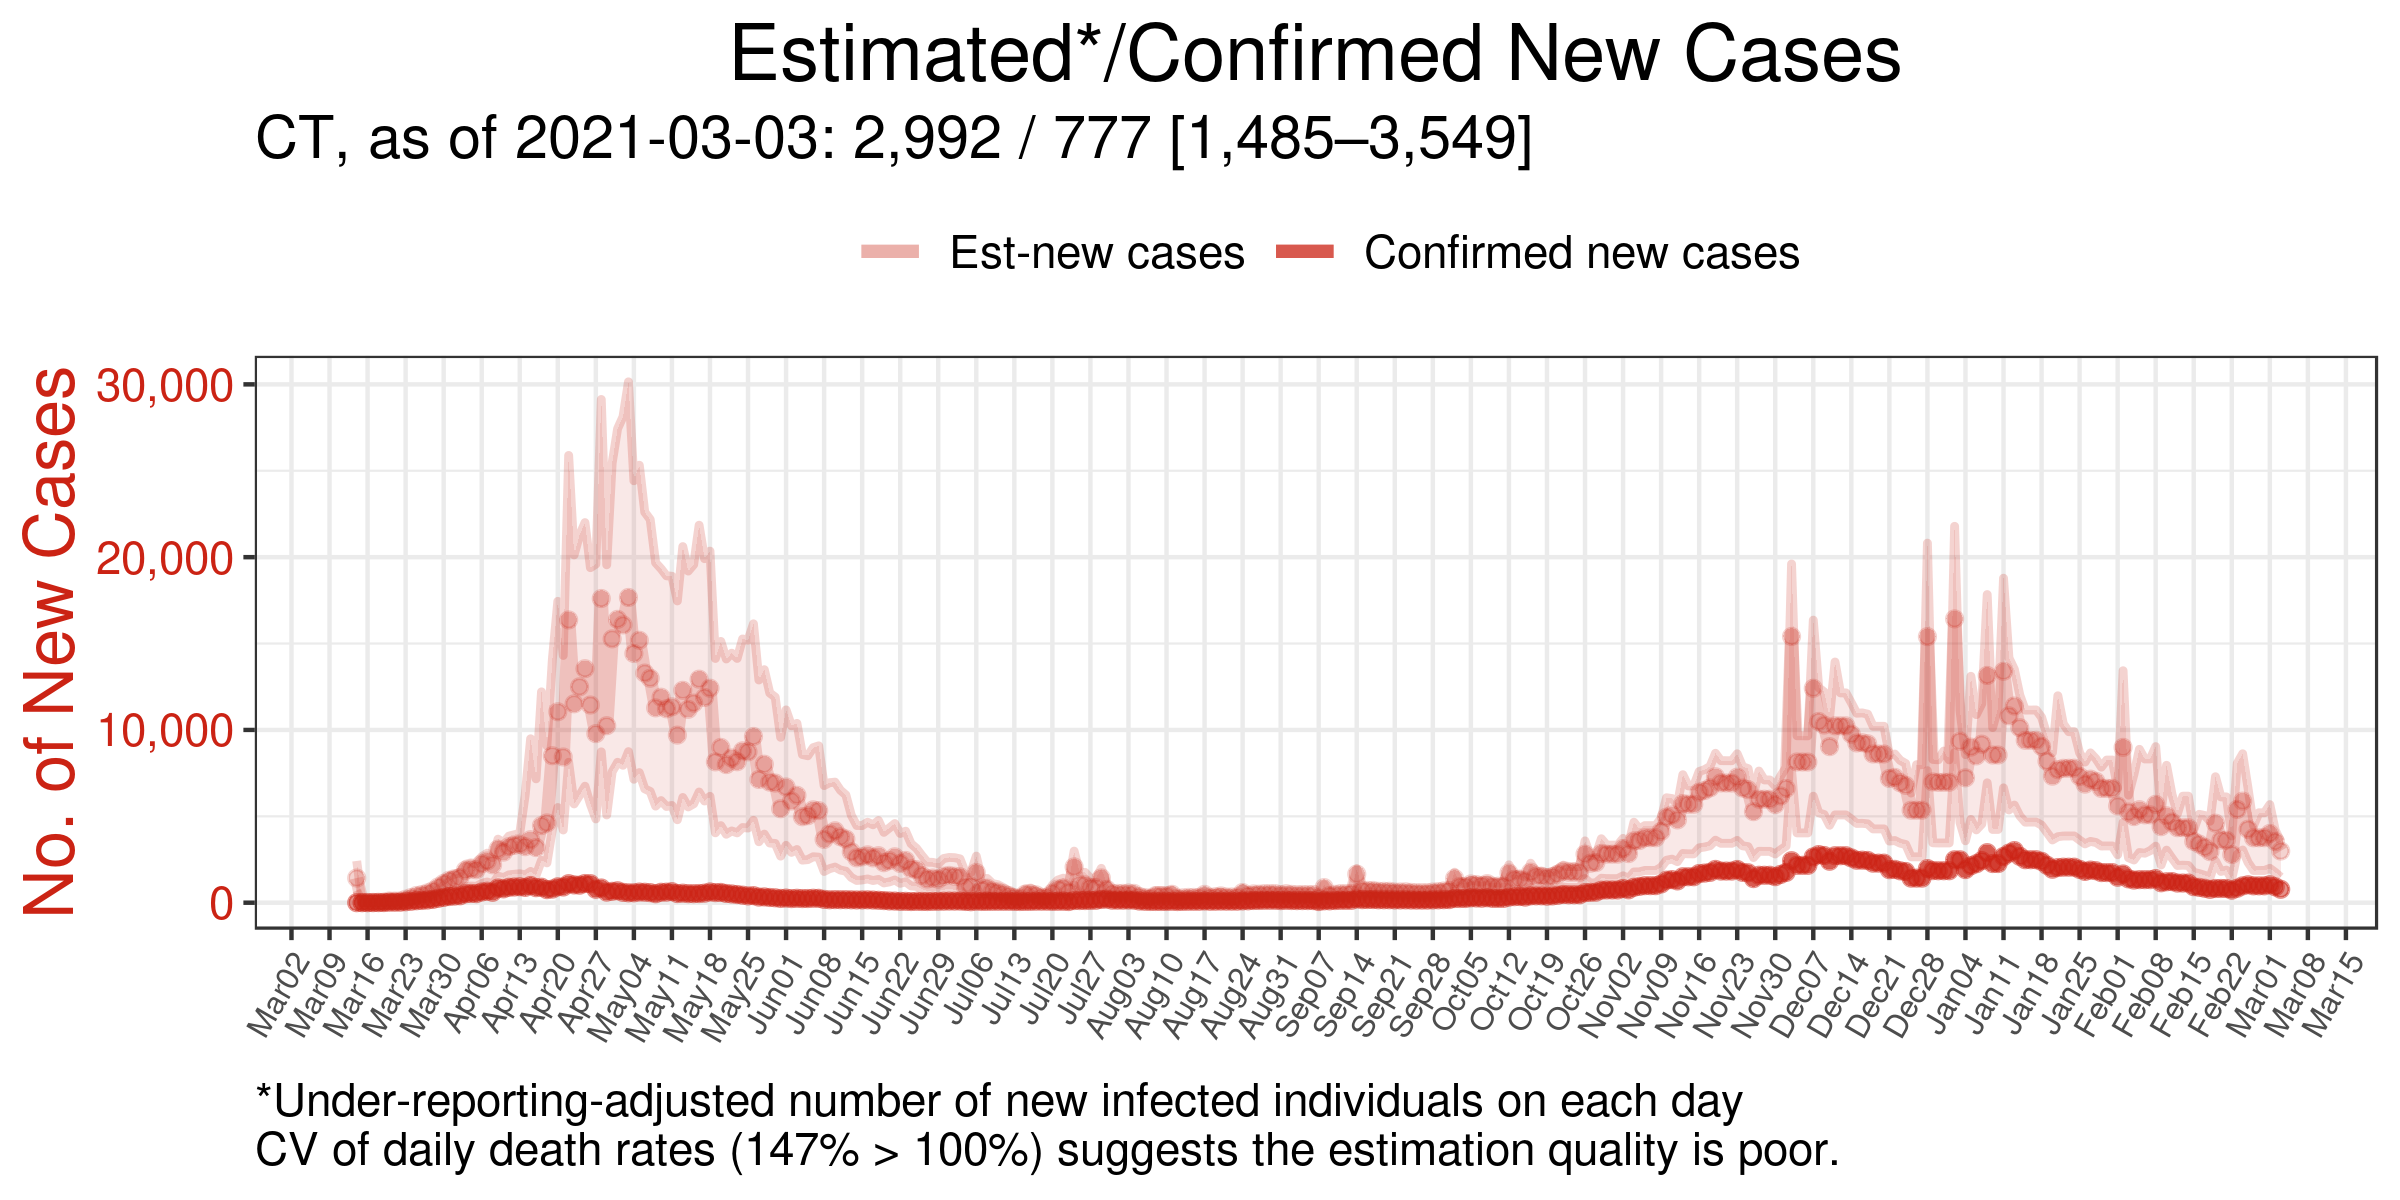 Estimated*/Confirmed New Cases
CT, as of 2021-03-03: 2,992 / 777 [1,485–3,549]
Est-new cases
Confirmed new cases
No. of New Cases
30,000
20,000
10,000
0
Mar02
Mar09
Mar16
Mar23
Mar30
Apr06
Apr13
Apr20
Apr27
May04
May11
May18
May25
Jun01
Jun08
Jun15
Jun22
Jun29
Jul06
Jul13
Jul20
Jul27
Aug03
Aug10
Aug17
Aug24
Aug31
Sep07
Sep14
Sep21
Sep28
Oct05
Oct12
Oct19
Oct26
Nov02
Nov09
Nov16
Nov23
Nov30
Dec07
Dec14
Dec21
Dec28
Jan04
Jan11
Jan18
Jan25
Feb01
Feb08
Feb15
Feb22
Mar01
Mar08
Mar15
*Under-reporting-adjusted number of new infected individuals on each day
CV of daily death rates (147% > 100%) suggests the estimation quality is poor.